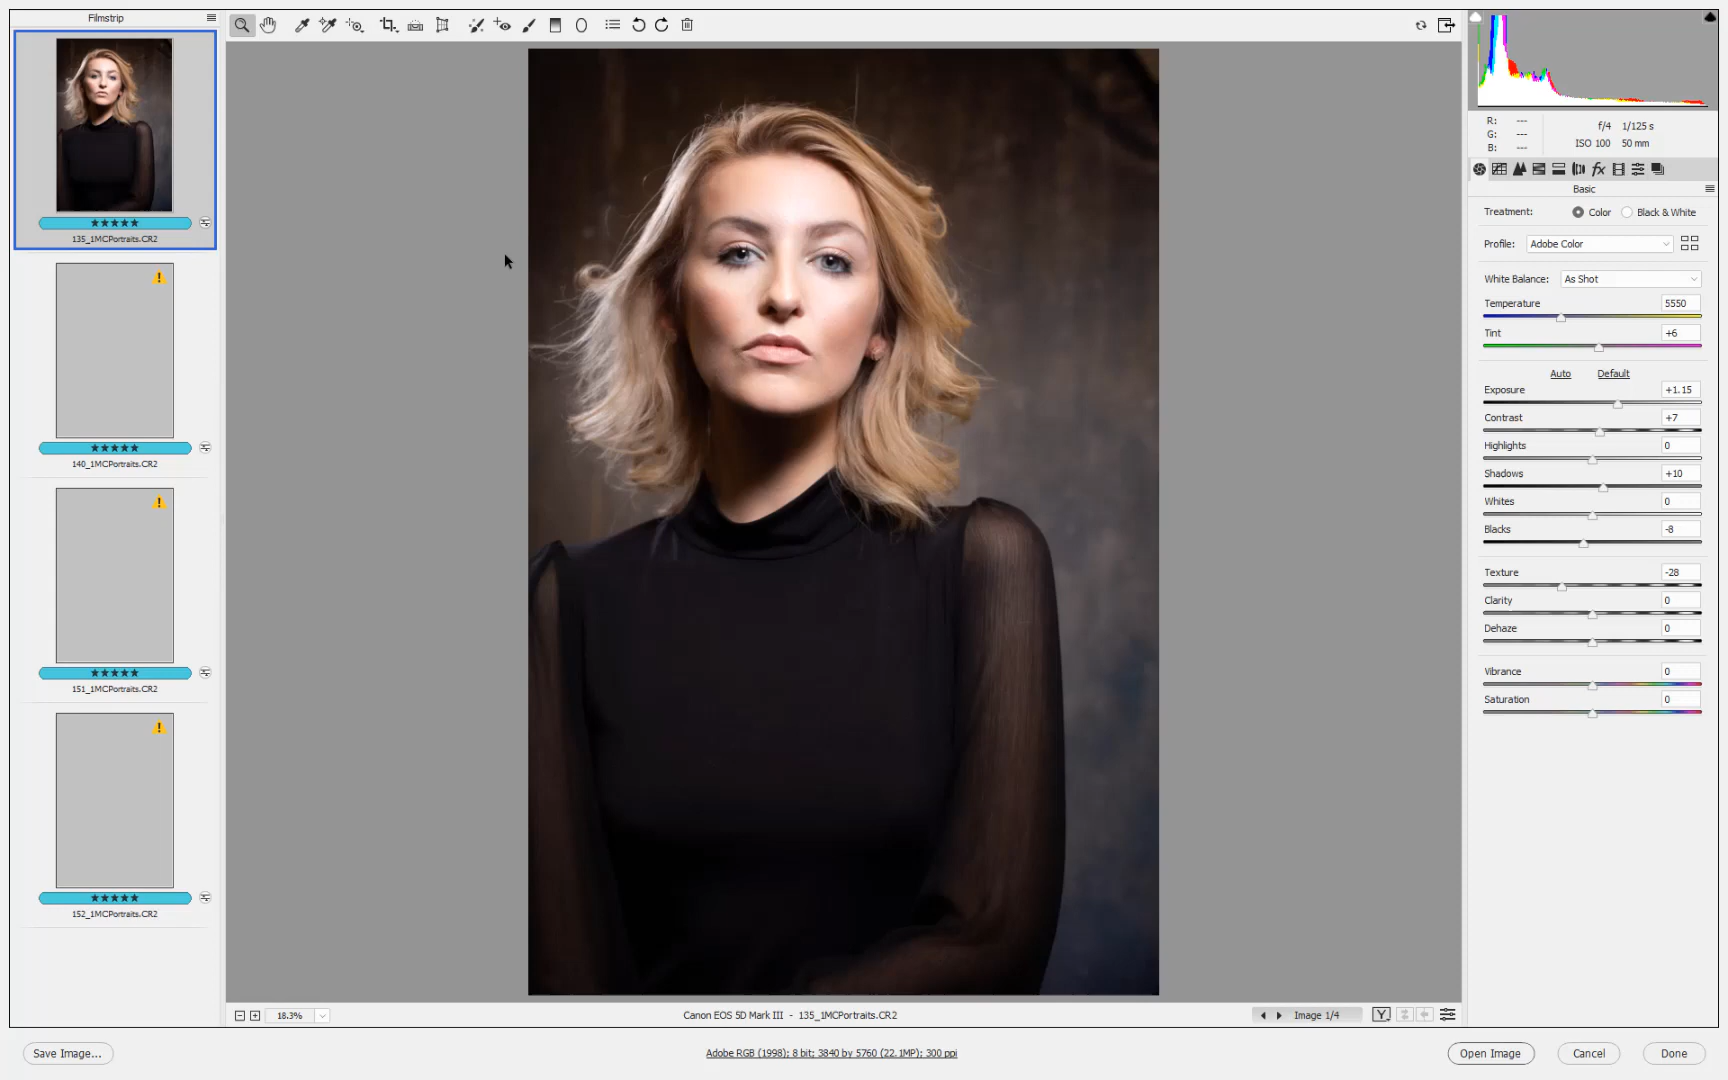 Filmstrip
★★★★★
135_1MCPortraits.CR2
★★★★★
140_1MCPortraits.CR2
★★★★★
151_1MCPortraits.CR2
★★★★★
152_1MCPortraits.CR2
18.3%
Canon EOS 5D Mark III - 135_1MCPortraits.CR2
Image 1/4
Y
Save Image...
Adobe RGB (1998); 8 bit; 3840 by 5760 (22.1MP); 300 ppi
Open Image
Cancel
Done
R: ---
G: ---
B: ---
f/4 1/125 s
ISO 100 50 mm
fx
Basic
Treatment: Color Black & White
Profile: Adobe Color
White Balance: As Shot
Temperature 5550
Tint +6
Auto Default
Exposure +1.15
Contrast +7
Highlights 0
Shadows +10
Whites 0
Blacks -8
Texture -28
Clarity 0
Dehaze 0
Vibrance 0
Saturation 0